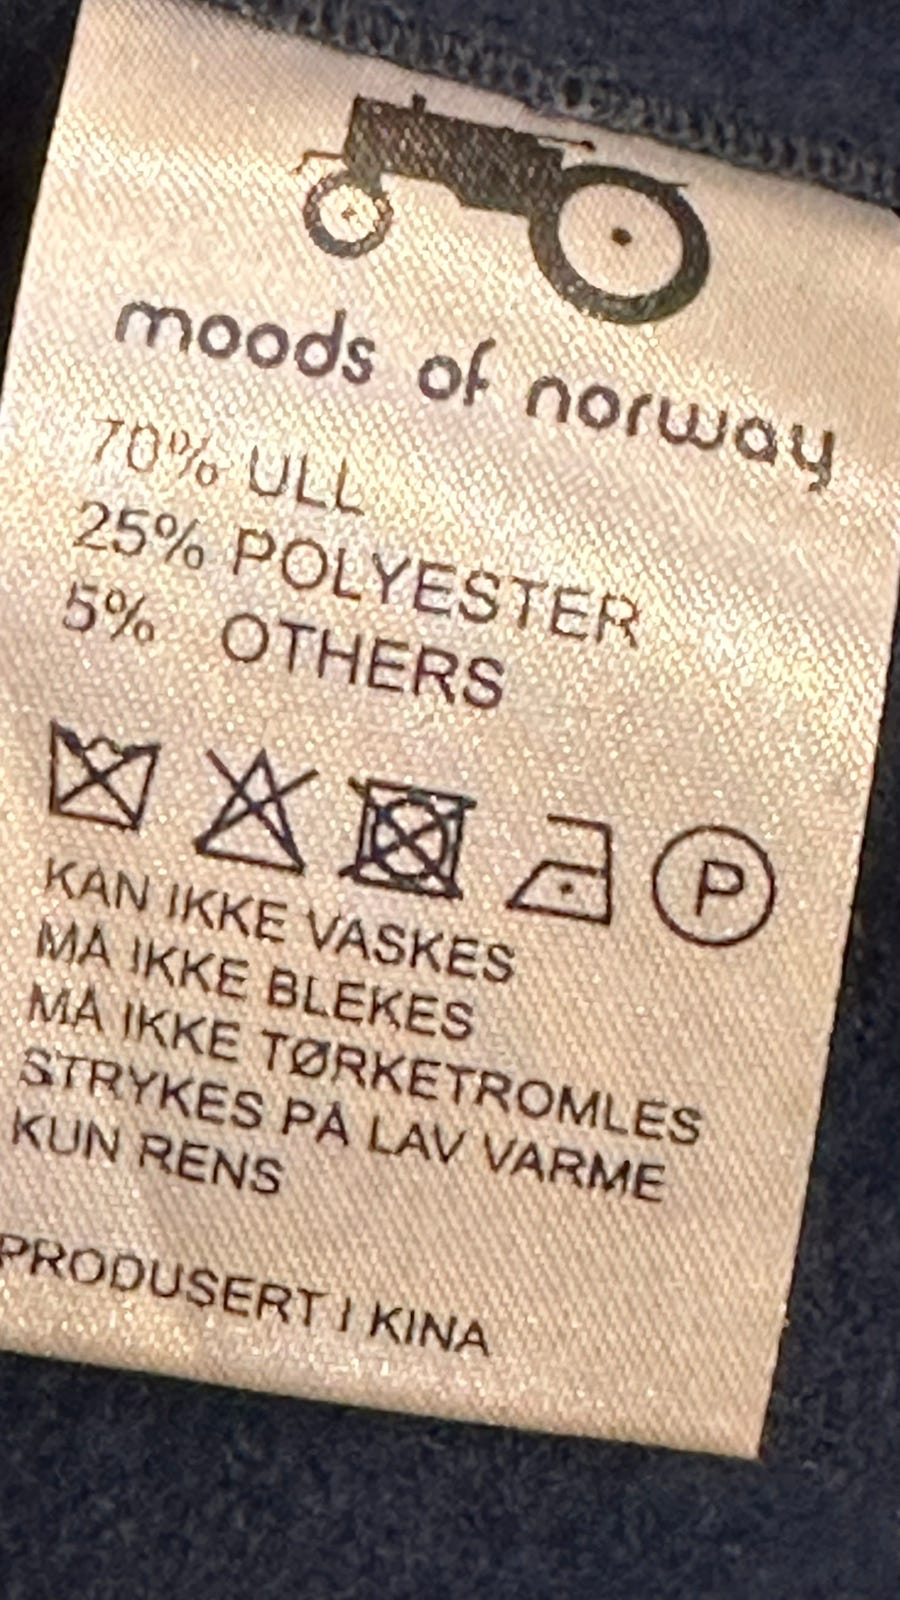 moods of norway
70% ULL
25% POLYESTER
5% OTHERS
P
KAN IKKE VASKES
MÅ IKKE BLEKES
MÅ IKKE TØRKETROMLES
STRYKES PÅ LAV VARME
KUN RENS
PRODUSERT I KINA